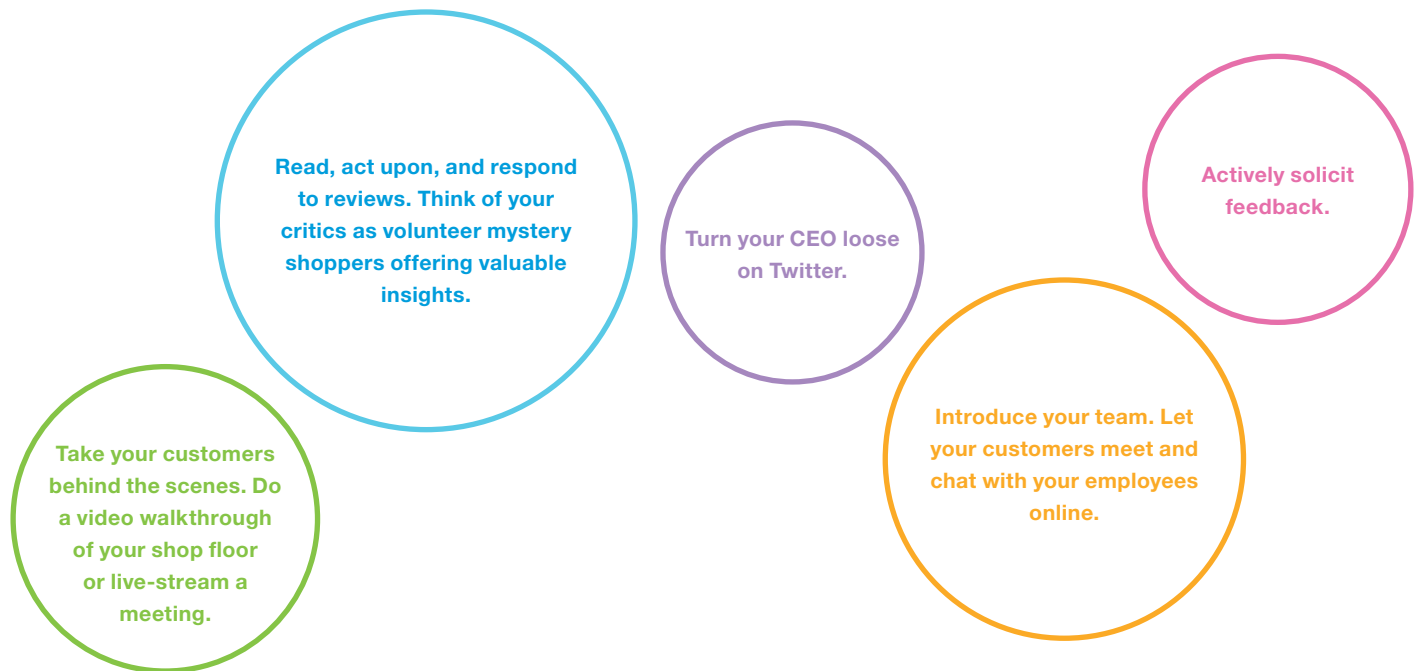 Read, act upon, and respond
to reviews. Think of your
critics as volunteer mystery
shoppers offering valuable
insights.
Turn your CEO loose
on Twitter.
Actively solicit
feedback.
Take your customers
behind the scenes. Do
a video walkthrough
of your shop floor
or live-stream a
meeting.
Introduce your team. Let
your customers meet and
chat with your employees
online.